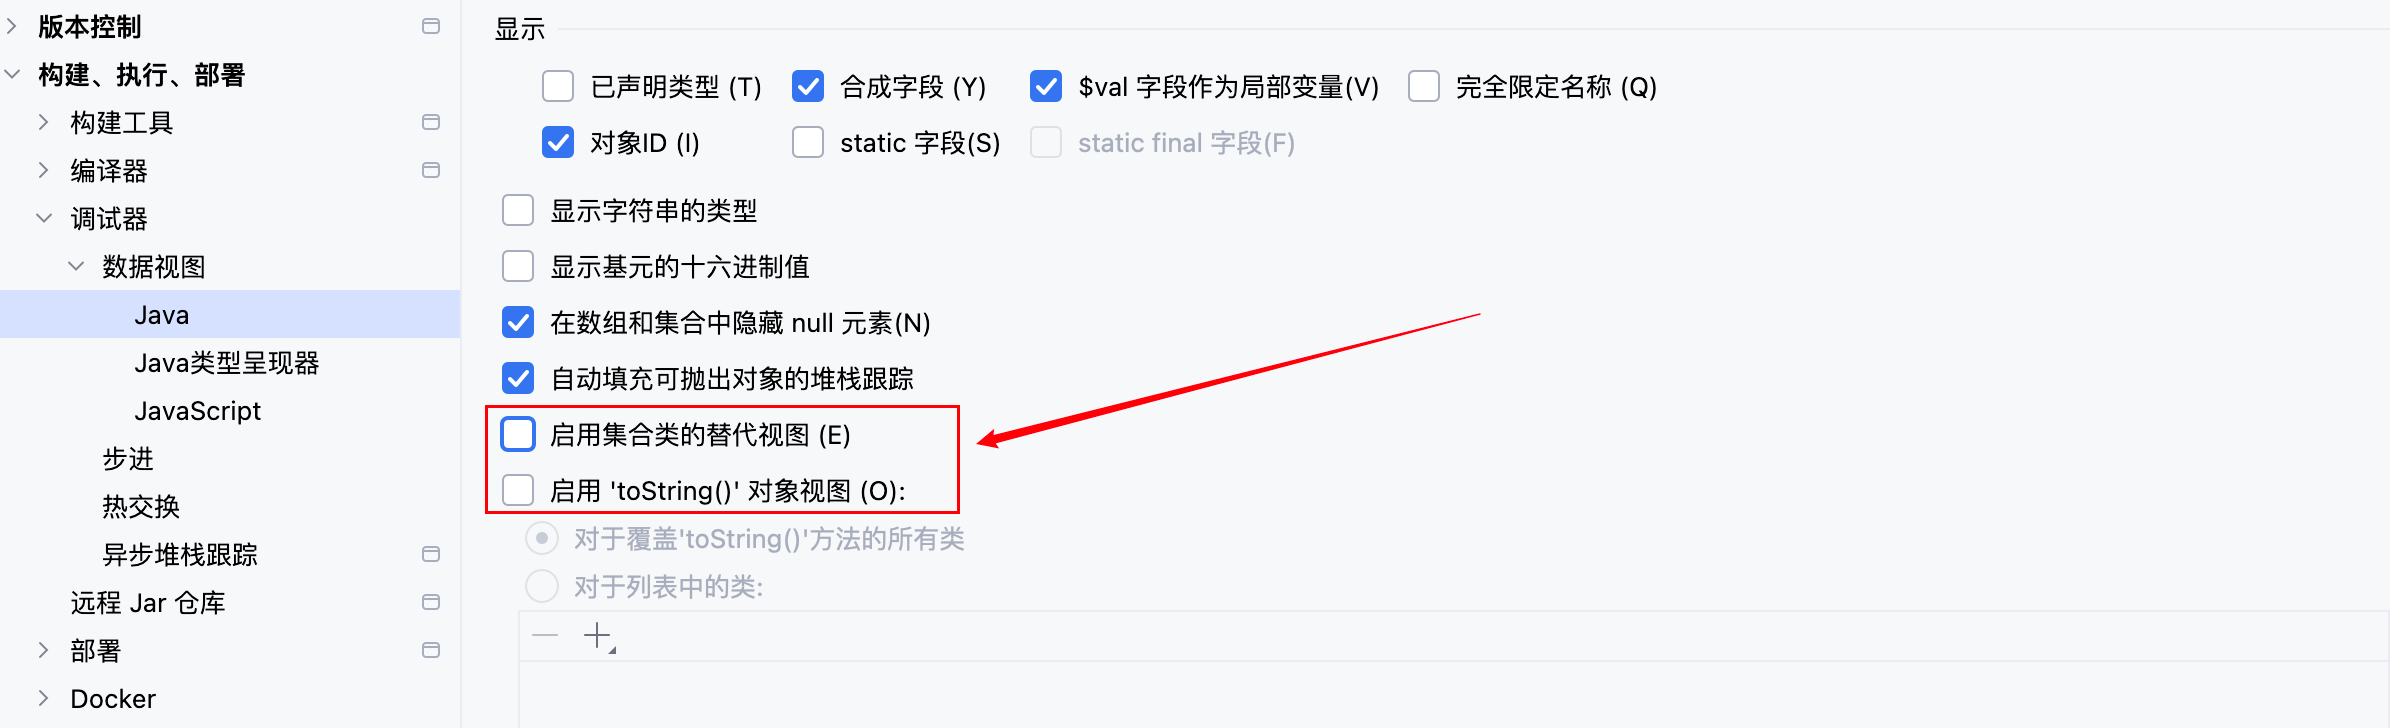 版本控制
构建、执行、部署
构建工具
编译器
调试器
数据视图
Java
Java类型呈现器
JavaScript
步进
热交换
异步堆栈跟踪
远程 Jar 仓库
部署
Docker
显示
已声明类型 (T) 合成字段 (Y) $val 字段作为局部变量(V) 完全限定名称 (Q)
对象ID (I) static 字段(S) static final 字段(F)
显示字符串的类型
显示基元的十六进制值
在数组和集合中隐藏 null 元素(N)
自动填充可抛出对象的堆栈跟踪
启用集合类的替代视图 (E)
启用 'toString()' 对象视图 (O):
对于覆盖'toString()'方法的所有类
对于列表中的类: